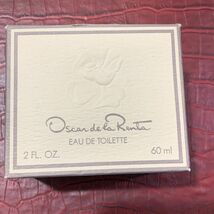 Oscar de la Renta
EAU DE TOILETTE
2 FL. OZ. 60 ml